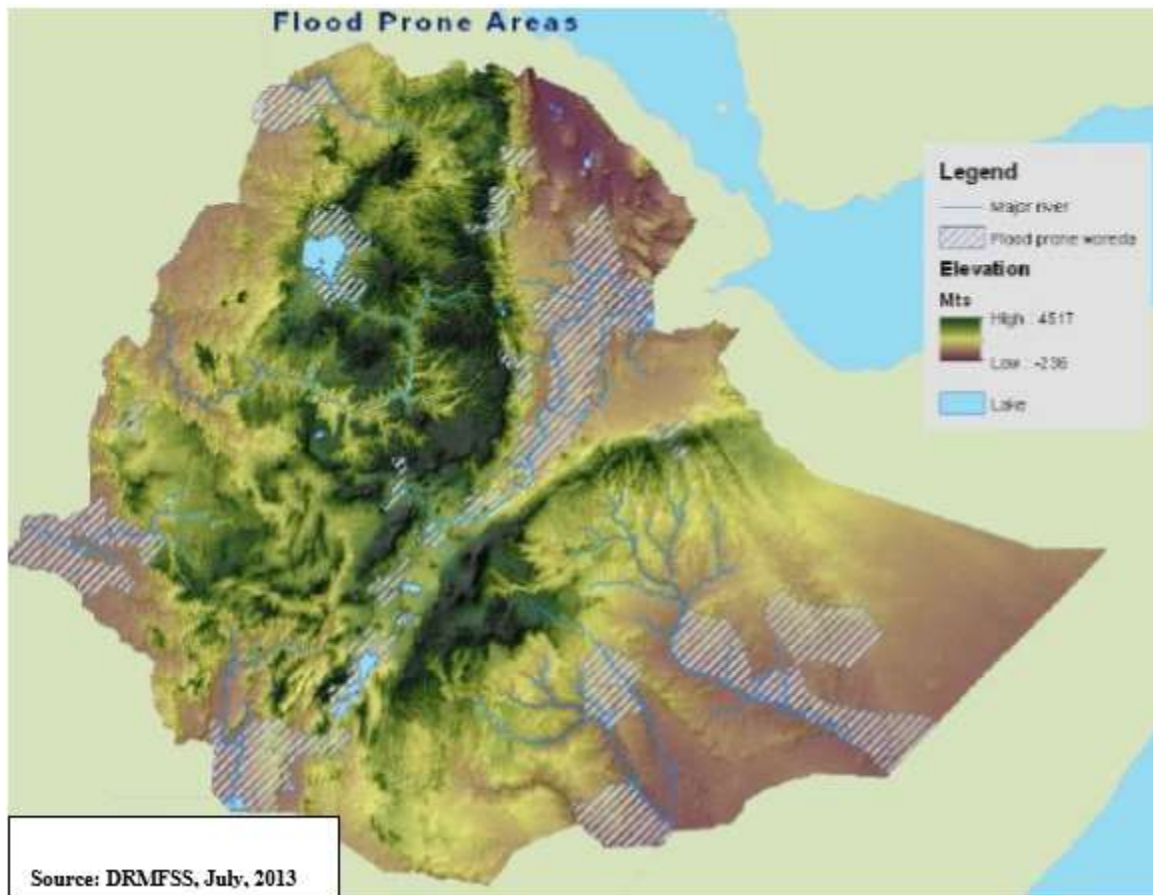 Flood Prone Areas
Legend
Major river
Flood prone woreda
Elevation
Mts
High : 4517
Low : -236
Lake
Source: DRMFSS, July, 2013